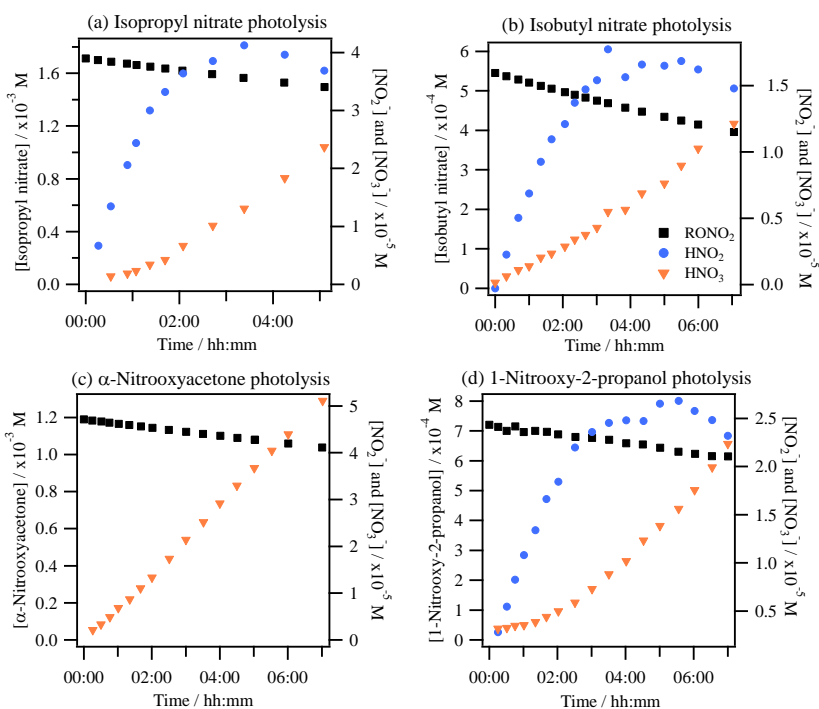 (a) Isopropyl nitrate photolysis
[Isopropyl nitrate] / x10⁻³ M
1.6
1.2
0.8
0.4
0.0
4
3
2
1
0
[NO₂⁻] and [NO₃⁻] / x10⁻⁵ M
00:00 02:00 04:00
Time / hh:mm
(b) Isobutyl nitrate photolysis
[Isobutyl nitrate] / x10⁻⁴ M
6
5
4
3
2
1
0
1.5
1.0
0.5
0.0
[NO₂⁻] and [NO₃⁻] / x10⁻⁵ M
RONO₂
HNO₂
HNO₃
00:00 02:00 04:00 06:00
Time / hh:mm
(c) α-Nitrooxyacetone photolysis
[α-Nitrooxyacetone] / x10⁻³ M
1.2
1.0
0.8
0.6
0.4
0.2
0.0
5
4
3
2
1
0
[NO₂⁻] and [NO₃⁻] / x10⁻⁵ M
00:00 02:00 04:00 06:00
Time / hh:mm
(d) 1-Nitrooxy-2-propanol photolysis
[1-Nitrooxy-2-propanol] / x10⁻⁴ M
8
7
6
5
4
3
2
1
0
2.5
2.0
1.5
1.0
0.5
[NO₂⁻] and [NO₃⁻] / x10⁻⁵ M
00:00 02:00 04:00 06:00
Time / hh:mm